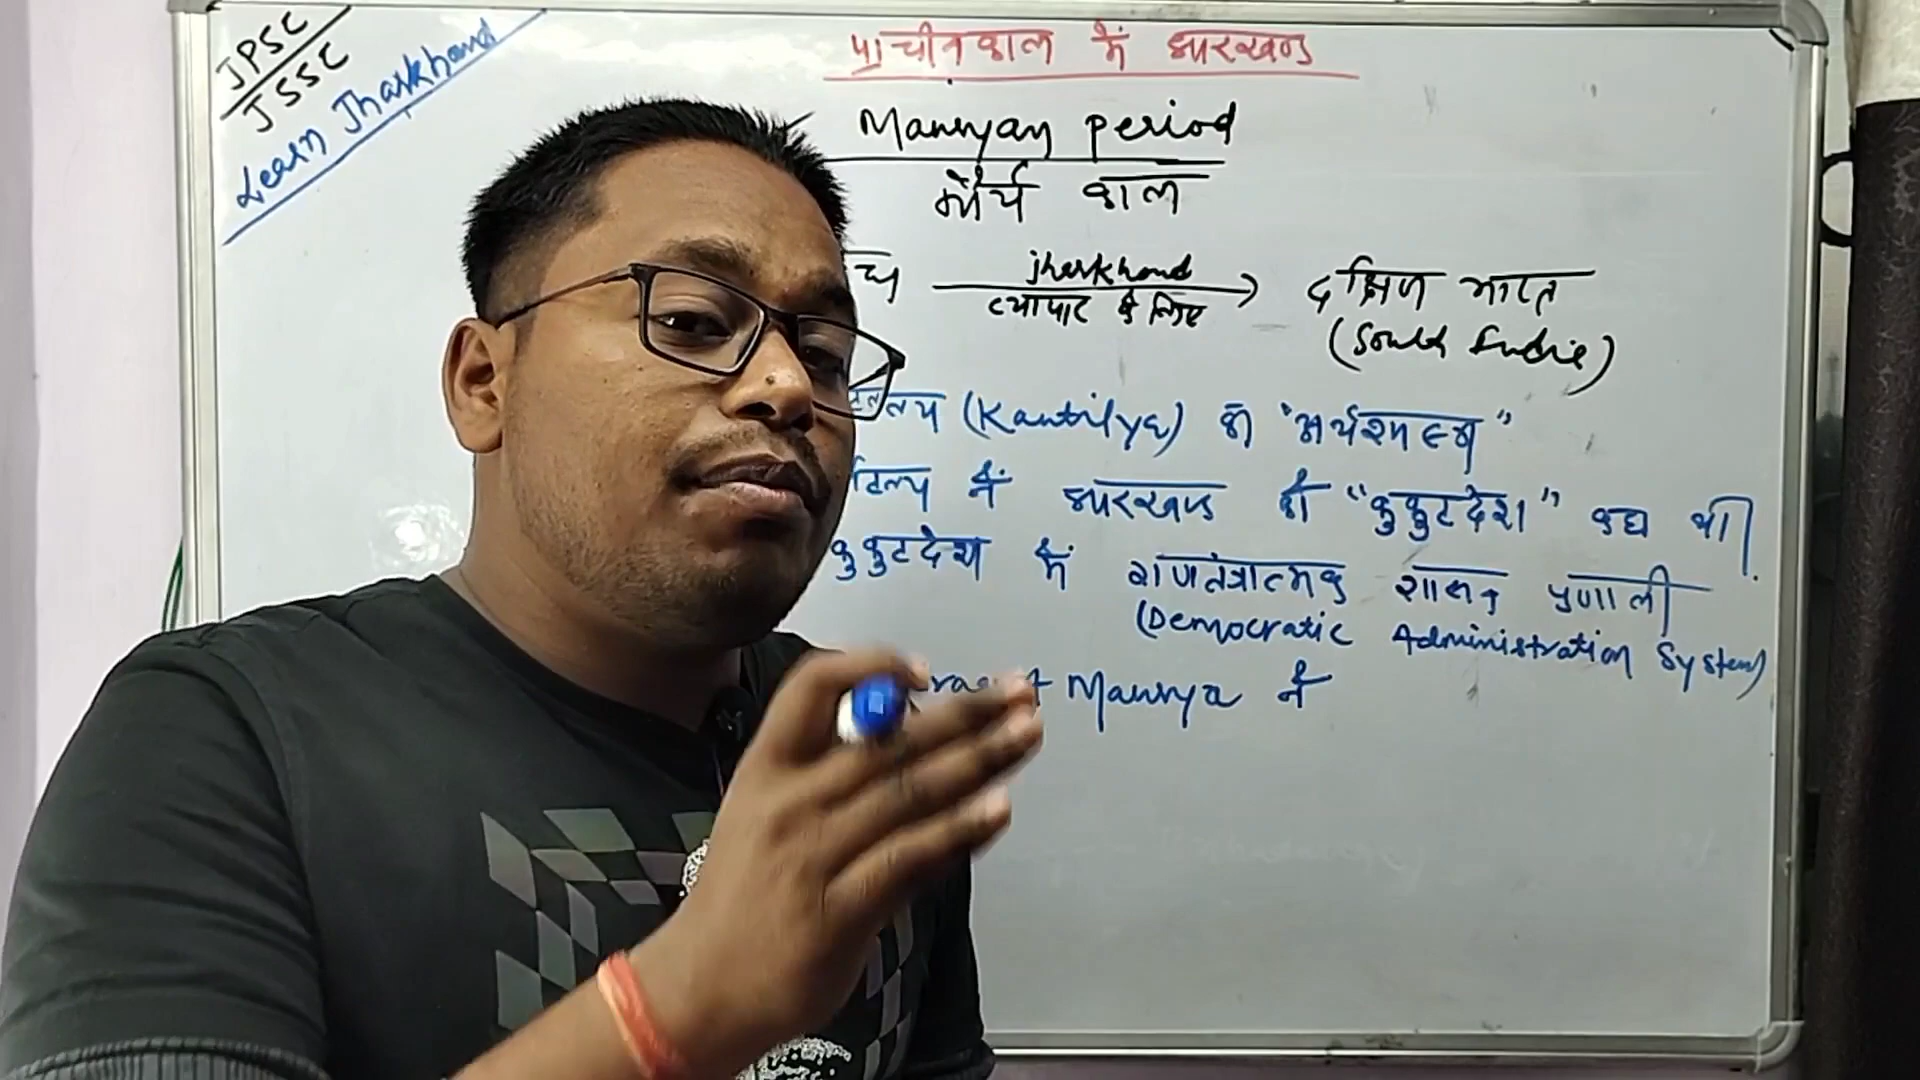 JPSC
JSSC
Learn Jharkhand
प्राचीनकाल में झारखण्ड
Mauryan period
मौर्य काल
jharkhand
व्यापार के लिए
दक्षिण भारत
(South India)
(Kautilya) की "अर्थशास्त्र"
ने झारखण्ड को "कुकुटदेश" कहा था|
कुकुटदेश में गणतंत्रात्मक शासन प्रणाली
(Democratic Administration System)
Maurya ने